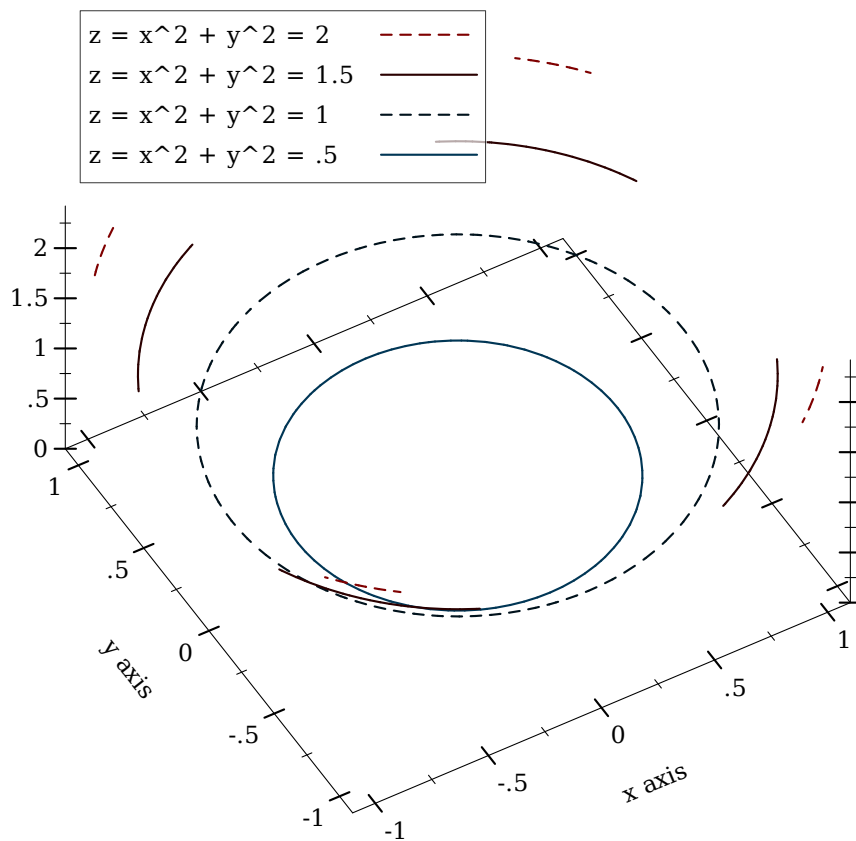 z = x^2 + y^2 = 2
z = x^2 + y^2 = 1.5
z = x^2 + y^2 = 1
z = x^2 + y^2 = .5
2
1.5
1
.5
0
1
.5
0
-.5
-1
y axis
-1
-.5
0
.5
1
x axis